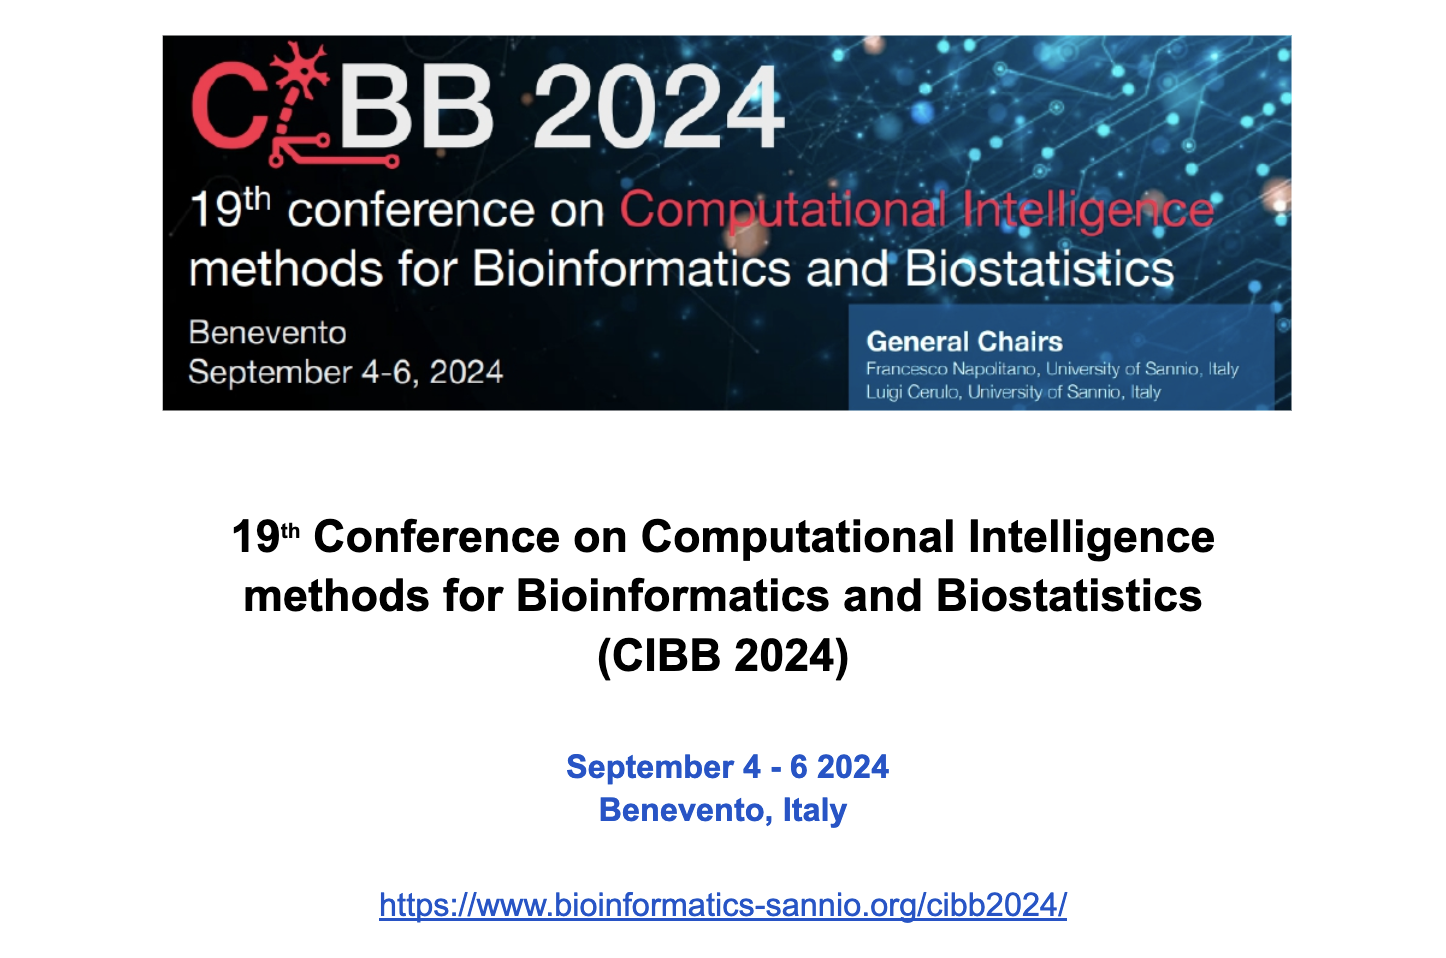 CIBB 2024
19th conference on Computational Intelligence
methods for Bioinformatics and Biostatistics
Benevento
September 4-6, 2024
General Chairs
Francesco Napolitano, University of Sannio, Italy
Luigi Cerulo, University of Sannio, Italy
19th Conference on Computational Intelligence
methods for Bioinformatics and Biostatistics
(CIBB 2024)
September 4 - 6 2024
Benevento, Italy
https://www.bioinformatics-sannio.org/cibb2024/